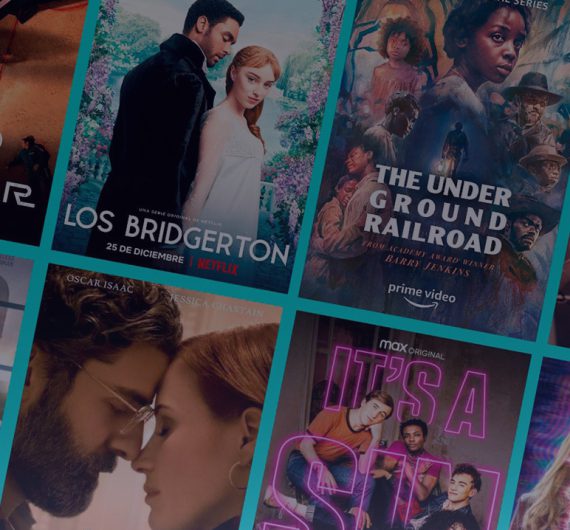 SERIES
R
UNA SERIE ORIGINAL DE NETFLIX
LOS BRIDGERTON
25 DE DICIEMBRE | NETFLIX
THE UNDER
GROUND
RAILROAD
FROM ACADEMY AWARD WINNER
BARRY JENKINS
prime video
OSCAR ISAAC
JESSICA CHASTAIN
max ORIGINAL
IT'S A